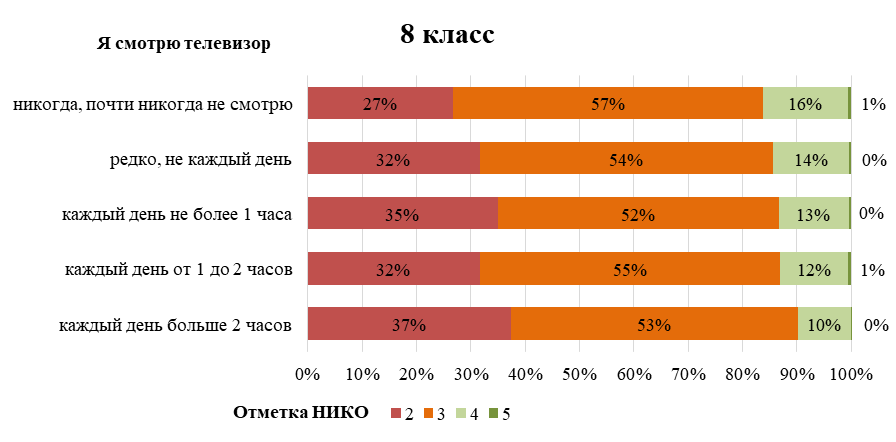 8 класс
Я смотрю телевизор
никогда, почти никогда не смотрю 27% 57% 16% 1%
редко, не каждый день 32% 54% 14% 0%
каждый день не более 1 часа 35% 52% 13% 0%
каждый день от 1 до 2 часов 32% 55% 12% 1%
каждый день больше 2 часов 37% 53% 10% 0%
0% 10% 20% 30% 40% 50% 60% 70% 80% 90% 100%
Отметка НИКО 2 3 4 5